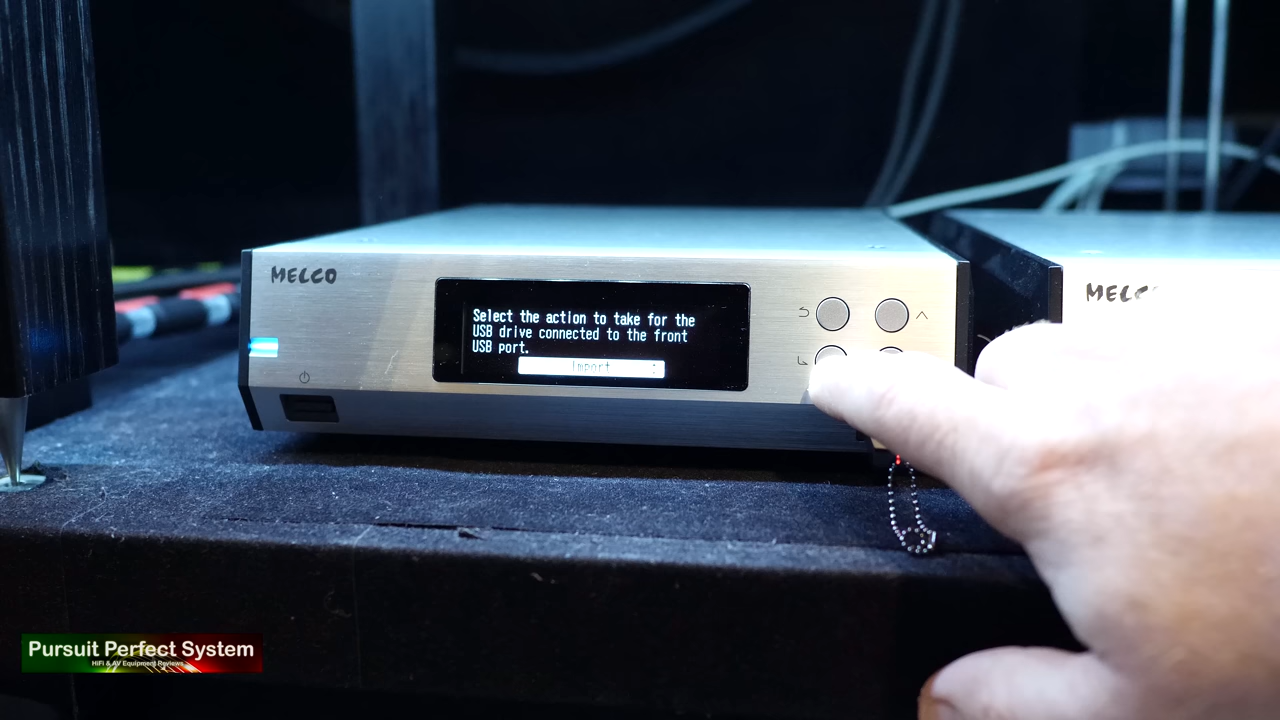 MELCO
Select the action to take for the
USB drive connected to the front
USB port.
Import
Pursuit Perfect System
HiFi & AV Equipment Reviews